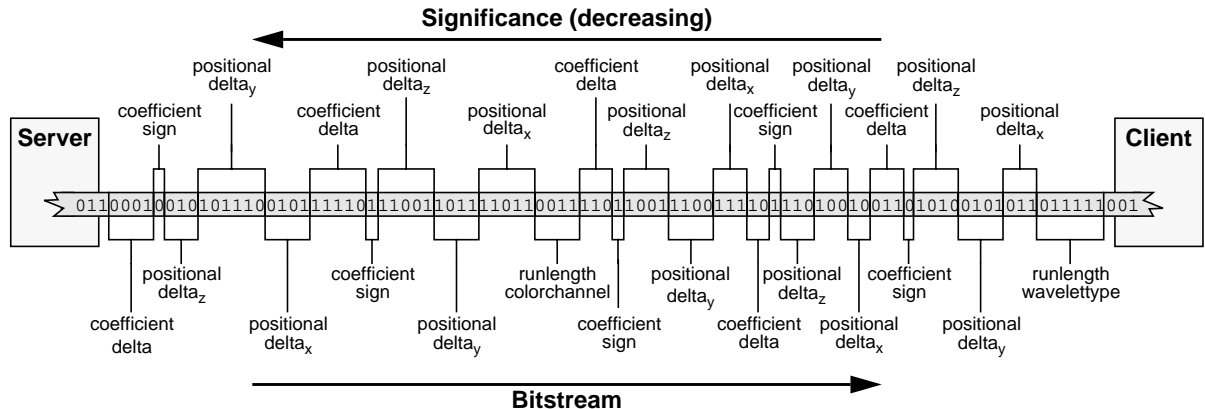 Significance (decreasing)
positional
delta_y
positional
delta_z
coefficient
delta
positional
delta_x
positional
delta_y
positional
delta_z
coefficient
sign
coefficient
delta
positional
delta_x
positional
delta_z
coefficient
sign
coefficient
delta
positional
delta_x
Server
Client
01100010010101110010111110111001101111011001111011001110011110111010010011010100101011011111001
positional
delta_z
coefficient
sign
runlength
colorchannel
positional
delta_y
positional
delta_z
coefficient
sign
runlength
wavelettype
coefficient
delta
positional
delta_x
positional
delta_y
coefficient
sign
coefficient
delta
positional
delta_x
positional
delta_y
Bitstream